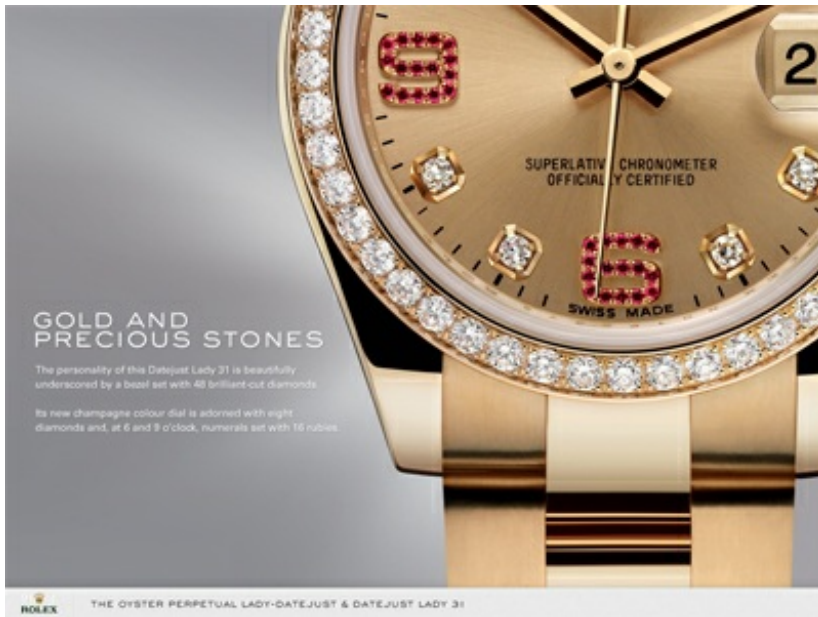 9
2
SUPERLATIVE CHRONOMETER
OFFICIALLY CERTIFIED
6
SWISS MADE
GOLD AND
PRECIOUS STONES
The personality of this Datejust Lady 31 is beautifully
underscored by a bezel set with 48 brilliant-cut diamonds.
Its new champagne colour dial is adorned with eight
diamonds and, at 6 and 9 o'clock, numerals set with 16 rubies.
ROLEX
THE OYSTER PERPETUAL LADY-DATEJUST & DATEJUST LADY 31